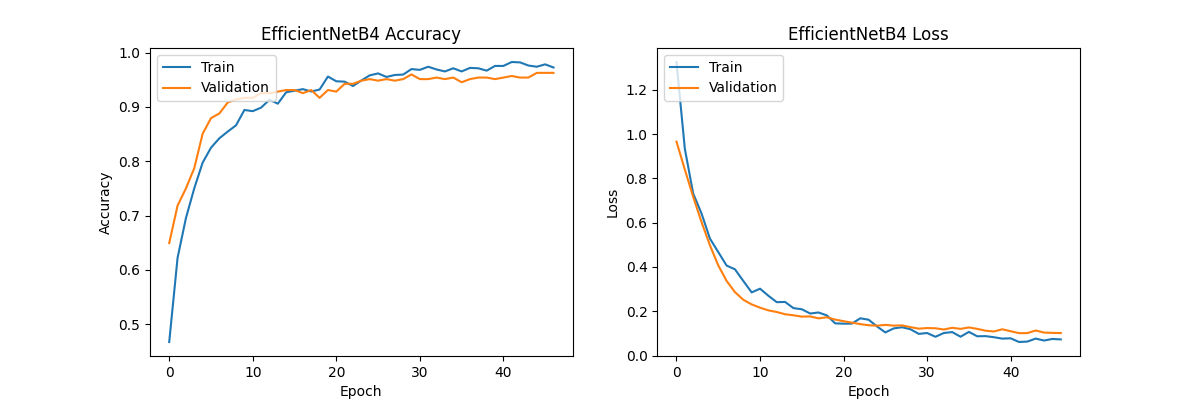 EfficientNetB4 Accuracy
1.0
0.9
0.8
0.7
0.6
0.5
Accuracy
Train
Validation
0 10 20 30 40
Epoch
EfficientNetB4 Loss
1.2
1.0
0.8
0.6
0.4
0.2
0.0
Loss
Train
Validation
0 10 20 30 40
Epoch